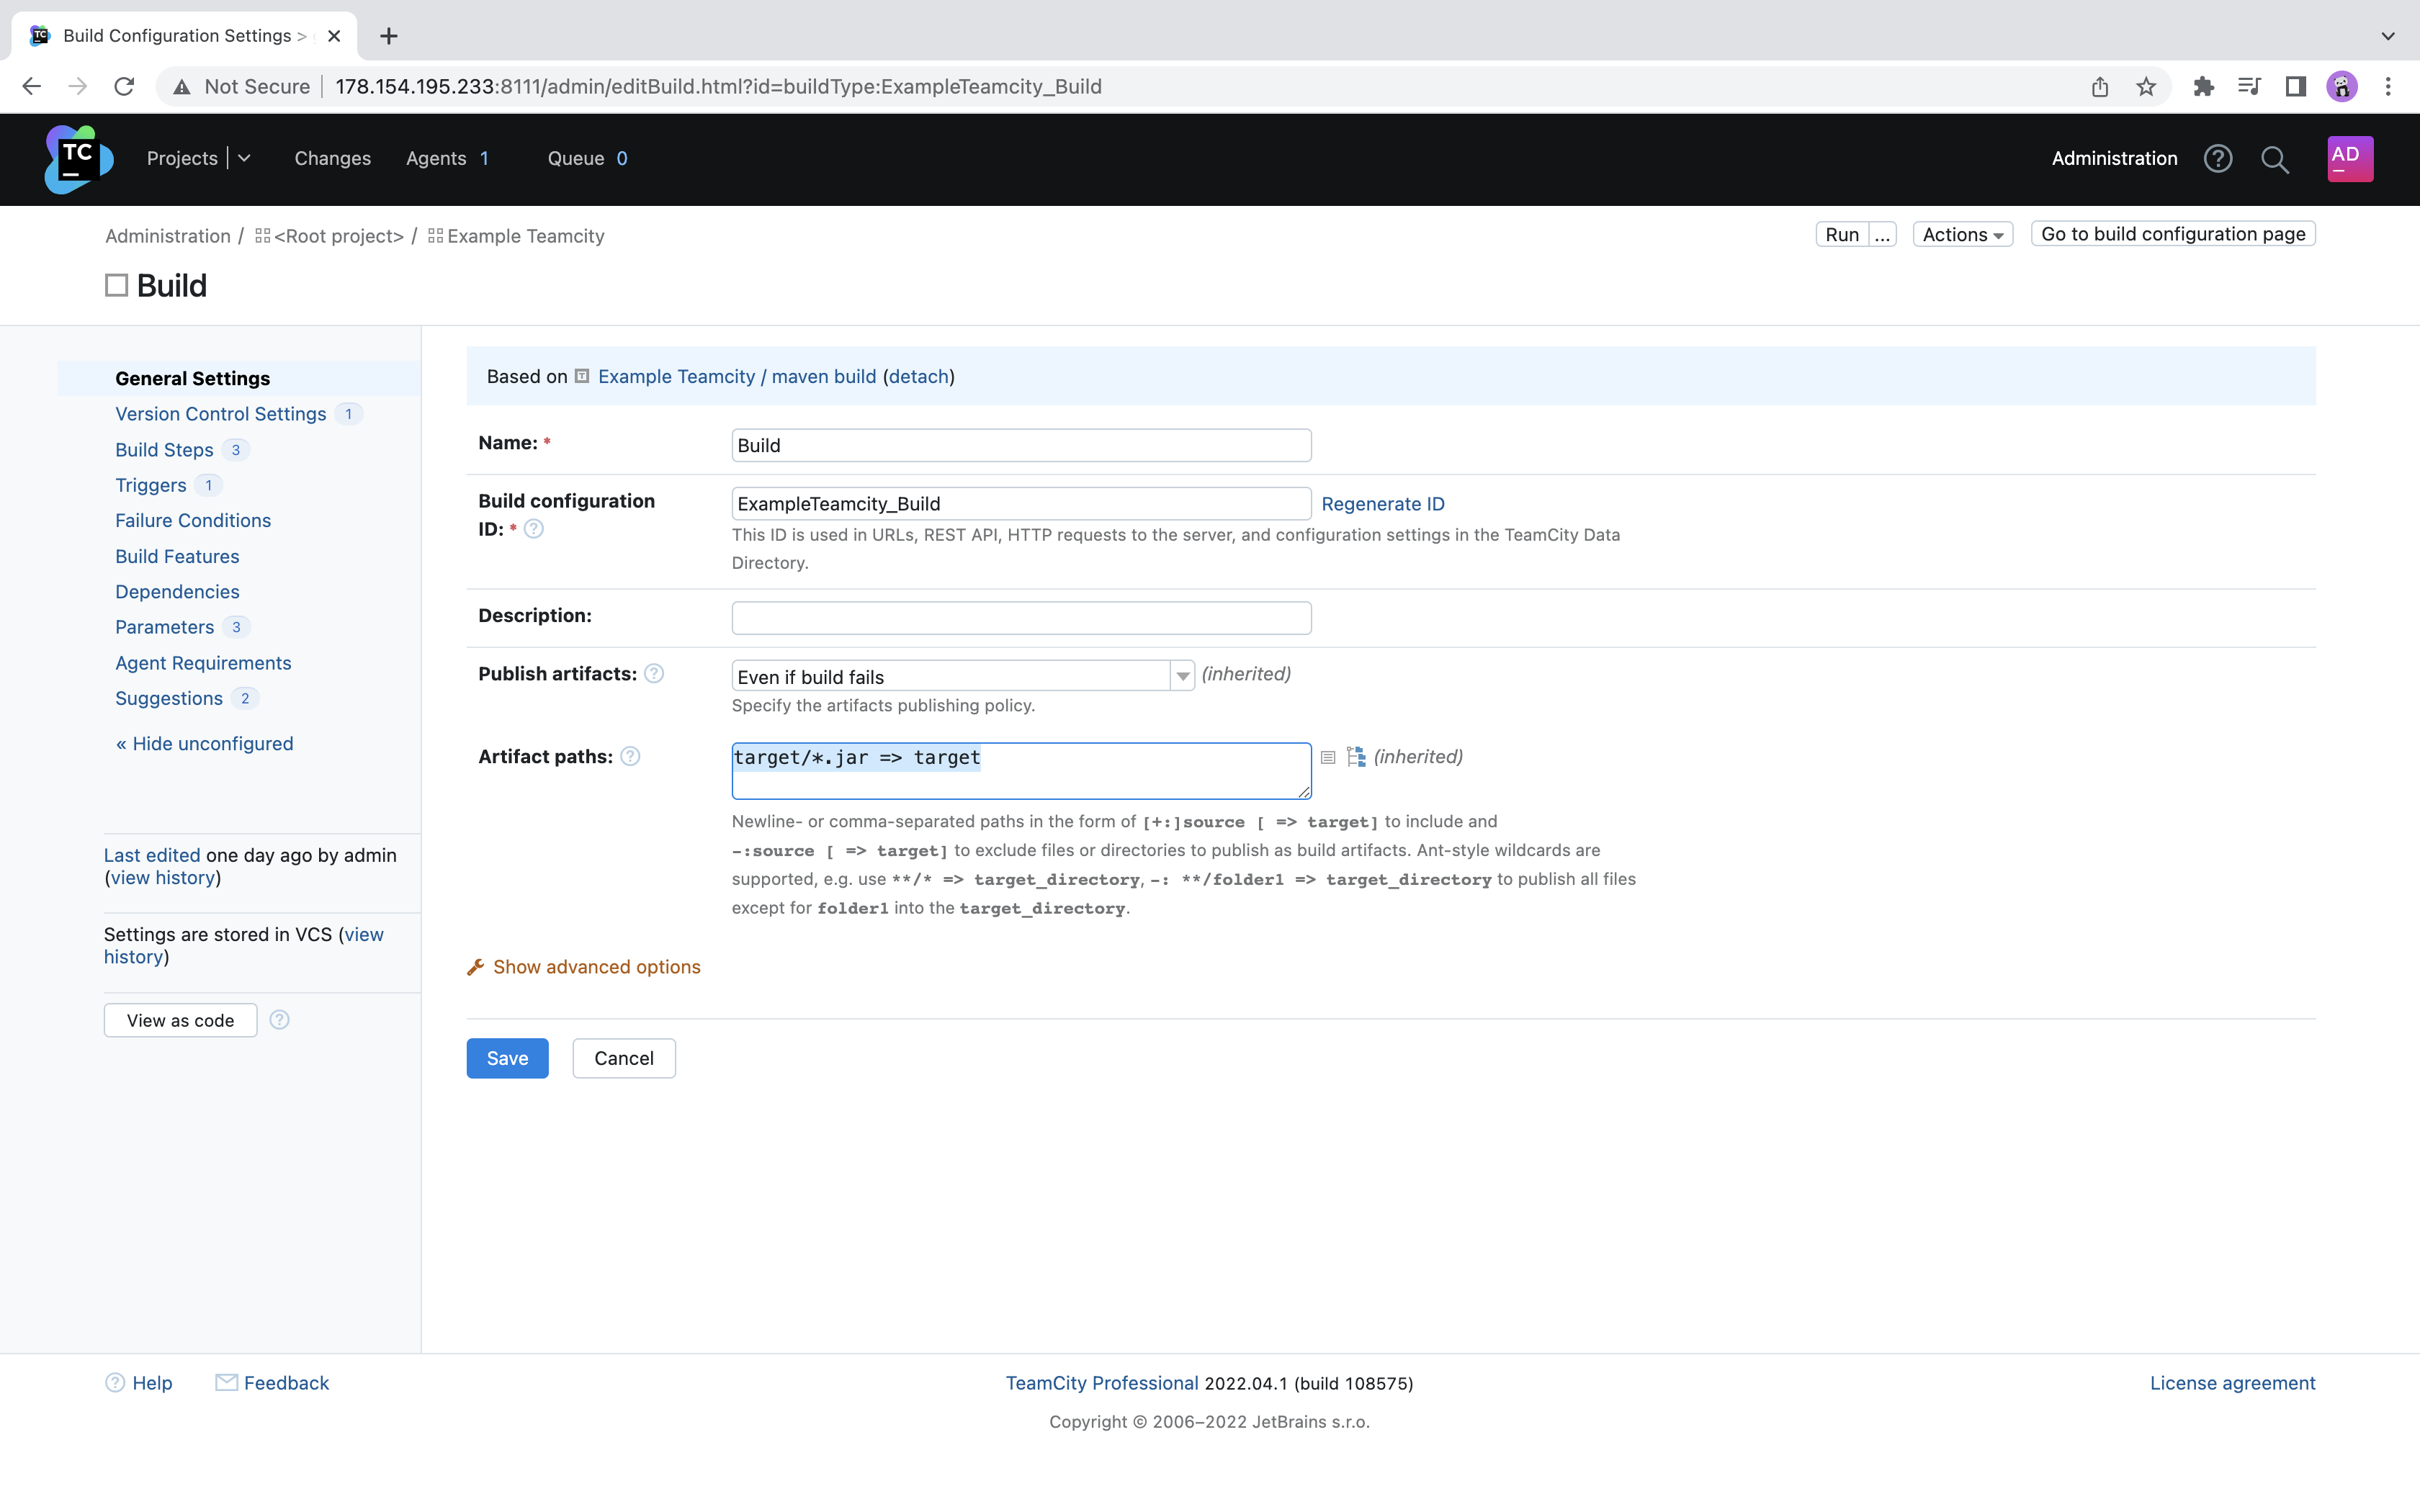 Build Configuration Settings >
Not Secure 178.154.195.233:8111/admin/editBuild.html?id=buildType:ExampleTeamcity_Build
TC
Projects Changes Agents 1 Queue 0 Administration AD
Administration / <Root project> / Example Teamcity Run ... Actions Go to build configuration page
Build
General Settings
Version Control Settings 1
Build Steps 3
Triggers 1
Failure Conditions
Build Features
Dependencies
Parameters 3
Agent Requirements
Suggestions 2
« Hide unconfigured
Last edited one day ago by admin
(view history)
Settings are stored in VCS (view
history)
View as code ?
Based on Example Teamcity / maven build (detach)
Name: * Build
Build configuration
ID: * ? ExampleTeamcity_Build Regenerate ID
This ID is used in URLs, REST API, HTTP requests to the server, and configuration settings in the TeamCity Data
Directory.
Description:
Publish artifacts: ? Even if build fails (inherited)
Specify the artifacts publishing policy.
Artifact paths: ? target/*.jar => target (inherited)
Newline- or comma-separated paths in the form of [+:]source [ => target] to include and
-:source [ => target] to exclude files or directories to publish as build artifacts. Ant-style wildcards are
supported, e.g. use **/* => target_directory, -: **/folder1 => target_directory to publish all files
except for folder1 into the target_directory.
Show advanced options
Save Cancel
? Help Feedback TeamCity Professional 2022.04.1 (build 108575) License agreement
Copyright © 2006–2022 JetBrains s.r.o.